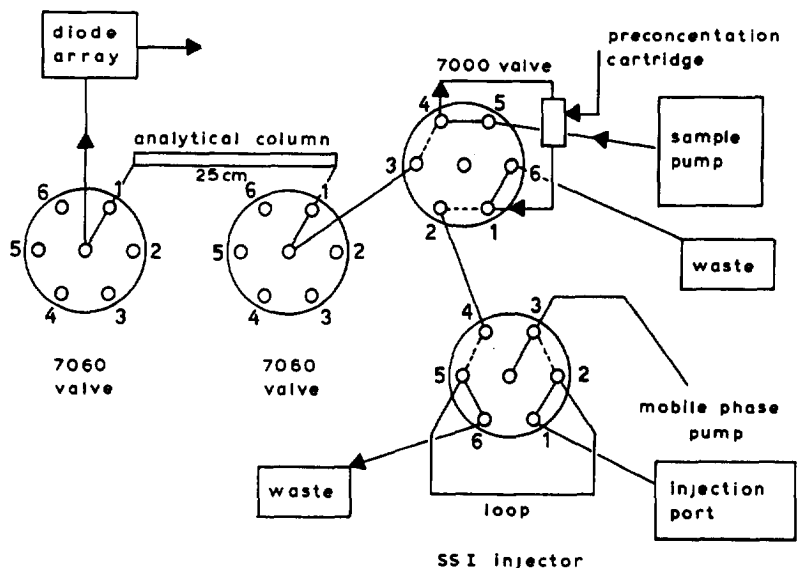 diode
array
7000 valve
preconcentation
cartridge
sample
pump
analytical column
25cm
4
5
3
6
2
1
6
1
5
2
4
3
6
1
5
2
4
3
waste
7060
valve
7060
valve
4
3
5
2
6
1
mobile phase
pump
waste
loop
injection
port
SSI injector